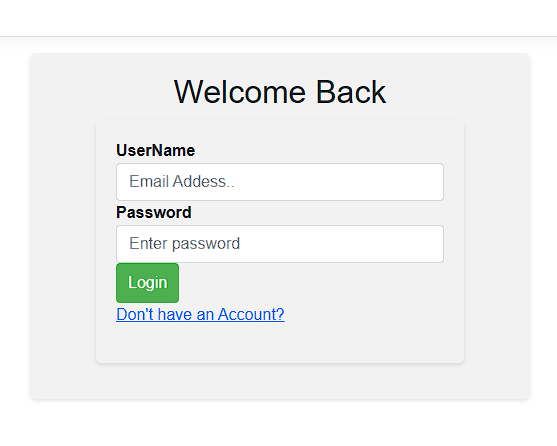 Welcome Back
UserName
Email Addess..
Password
Enter password
Login
Don't have an Account?